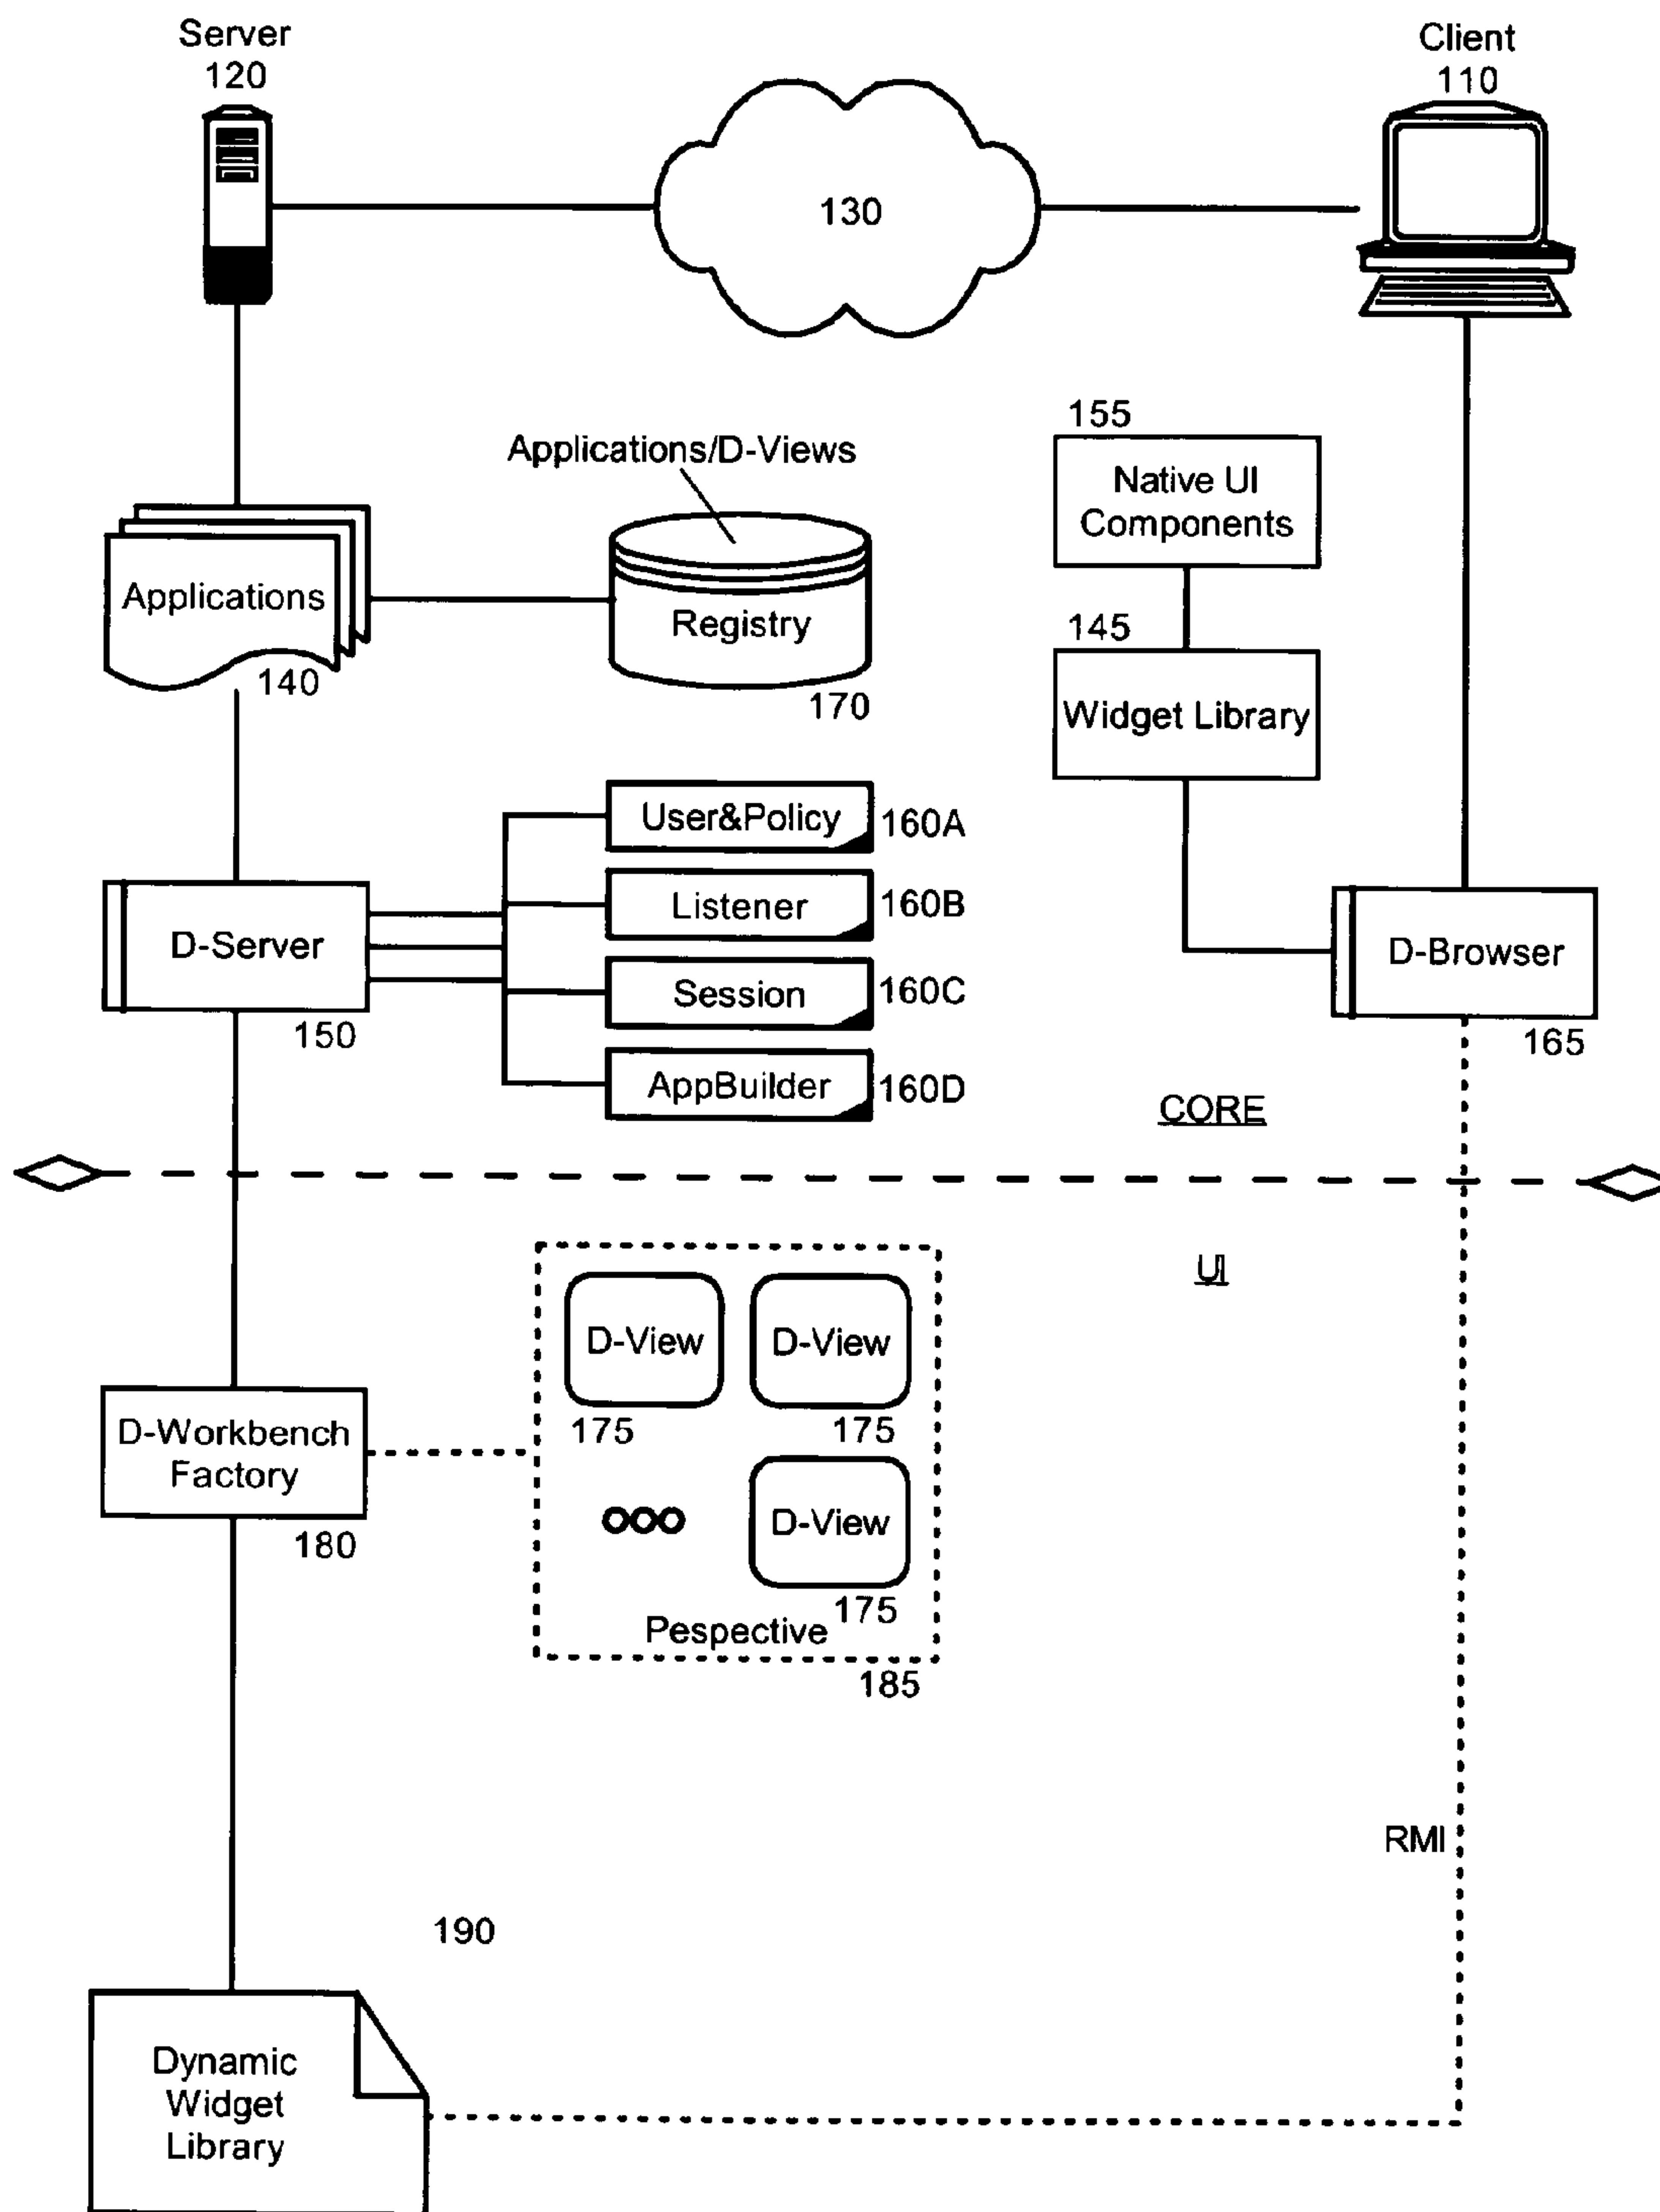 Server
120
Client
110
130
Applications/D-Views
155
Native UI
Components
Applications
140
Registry
170
145
Widget Library
User&Policy
160A
Listener
160B
D-Server
150
Session
160C
AppBuilder
160D
D-Browser
165
CORE
UI
D-View
175
D-View
175
D-Workbench
Factory
180
D-View
175
Pespective
185
RMI
190
Dynamic
Widget
Library